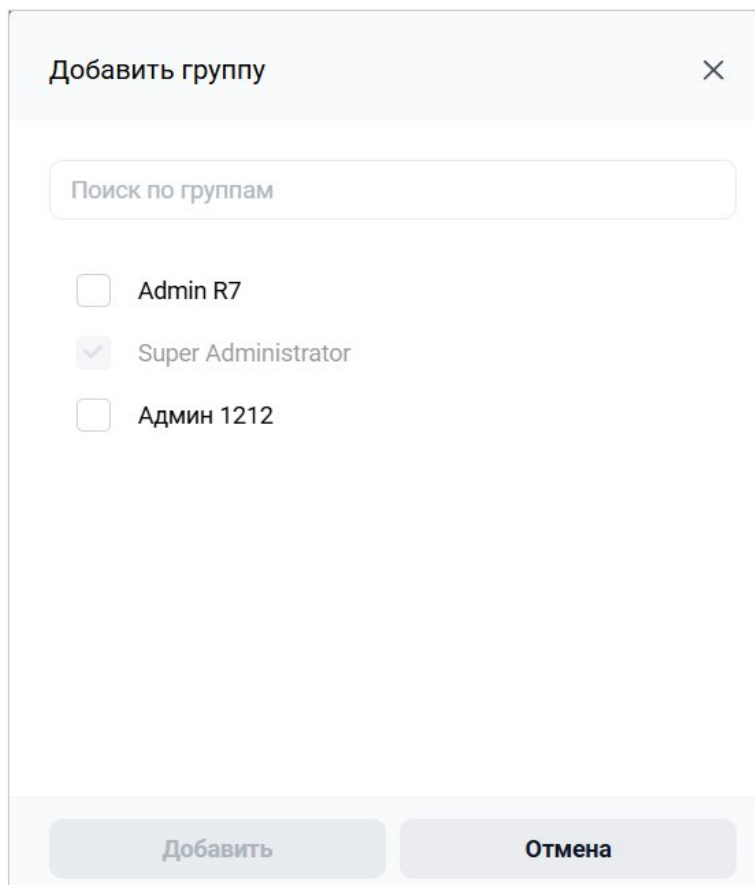 Добавить группу
Поиск по группам
Admin R7
Super Administrator
Админ 1212
Добавить
Отмена